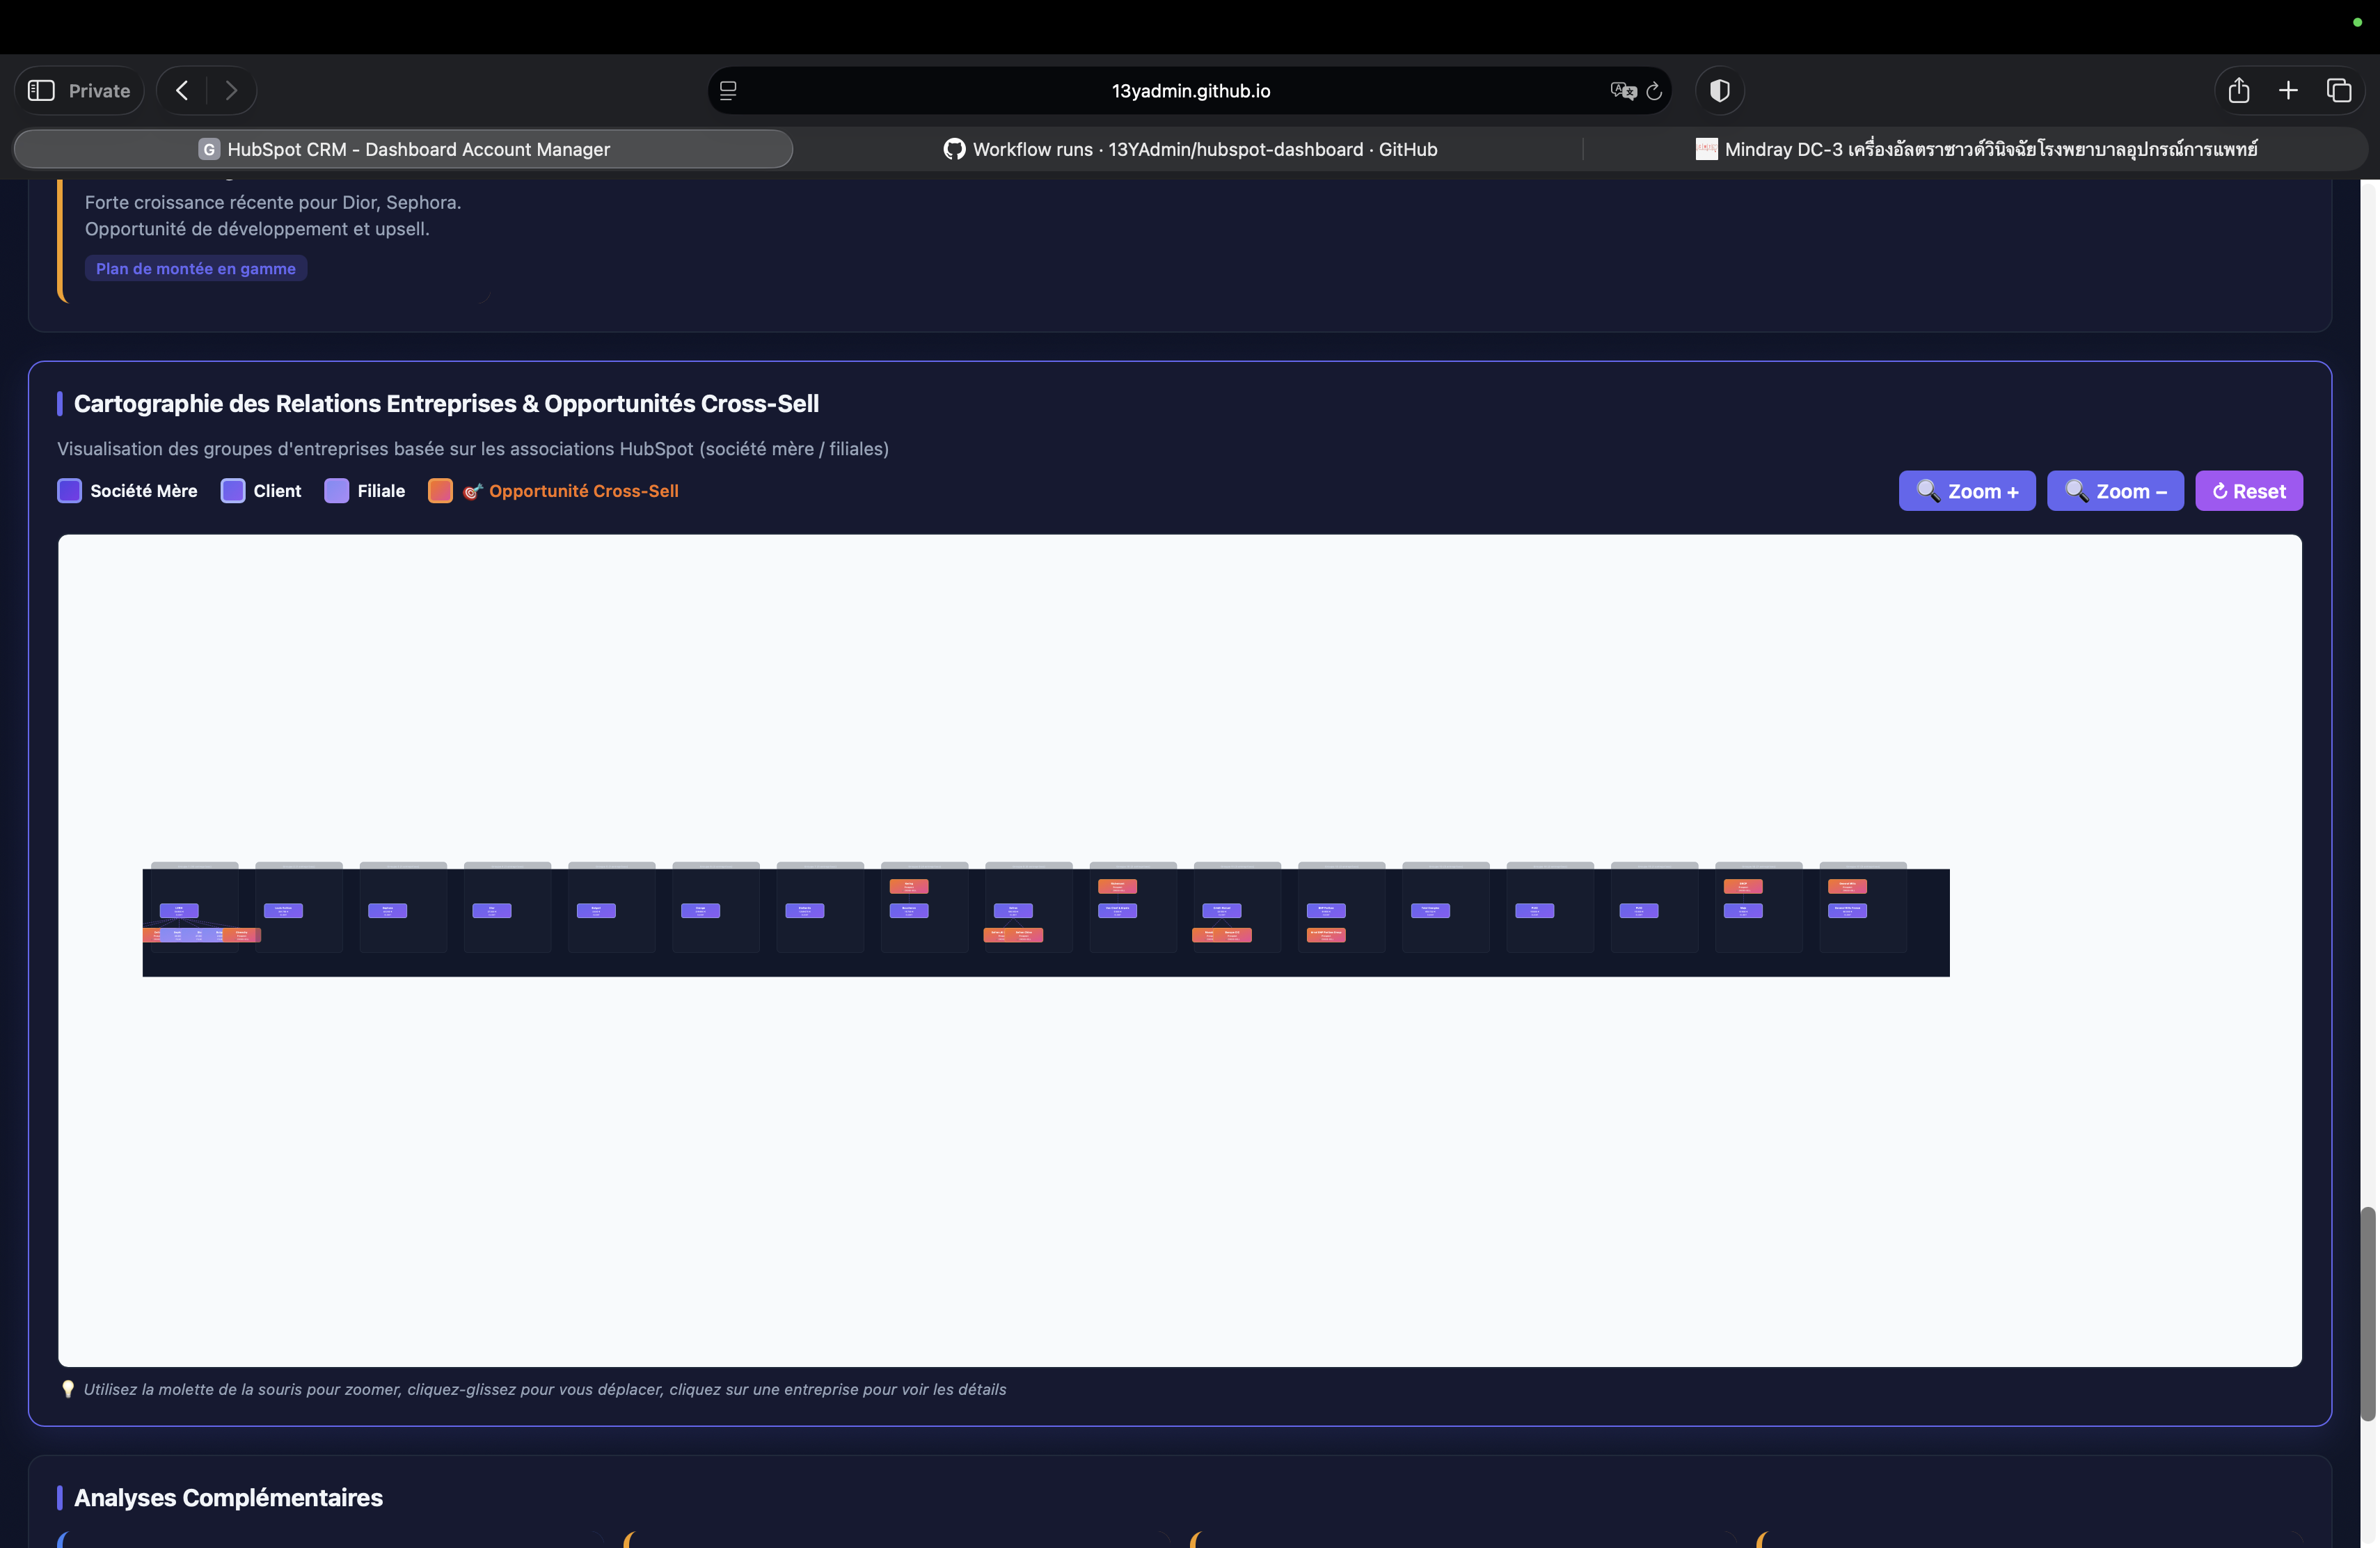 Private
13yadmin.github.io
HubSpot CRM - Dashboard Account Manager
Workflow runs · 13YAdmin/hubspot-dashboard · GitHub
Mindray DC-3 เครื่องอัลตราซาวด์วินิจฉัยโรงพยาบาลอุปกรณ์การแพทย์
Forte croissance récente pour Dior, Sephora.
Opportunité de développement et upsell.
Plan de montée en gamme
Cartographie des Relations Entreprises & Opportunités Cross-Sell
Visualisation des groupes d'entreprises basée sur les associations HubSpot (société mère / filiales)
Société Mère
Client
Filiale
🎯 Opportunité Cross-Sell
🔍 Zoom +
🔍 Zoom −
↻ Reset
💡 Utilisez la molette de la souris pour zoomer, cliquez-glissez pour vous déplacer, cliquez sur une entreprise pour voir les détails
Analyses Complémentaires